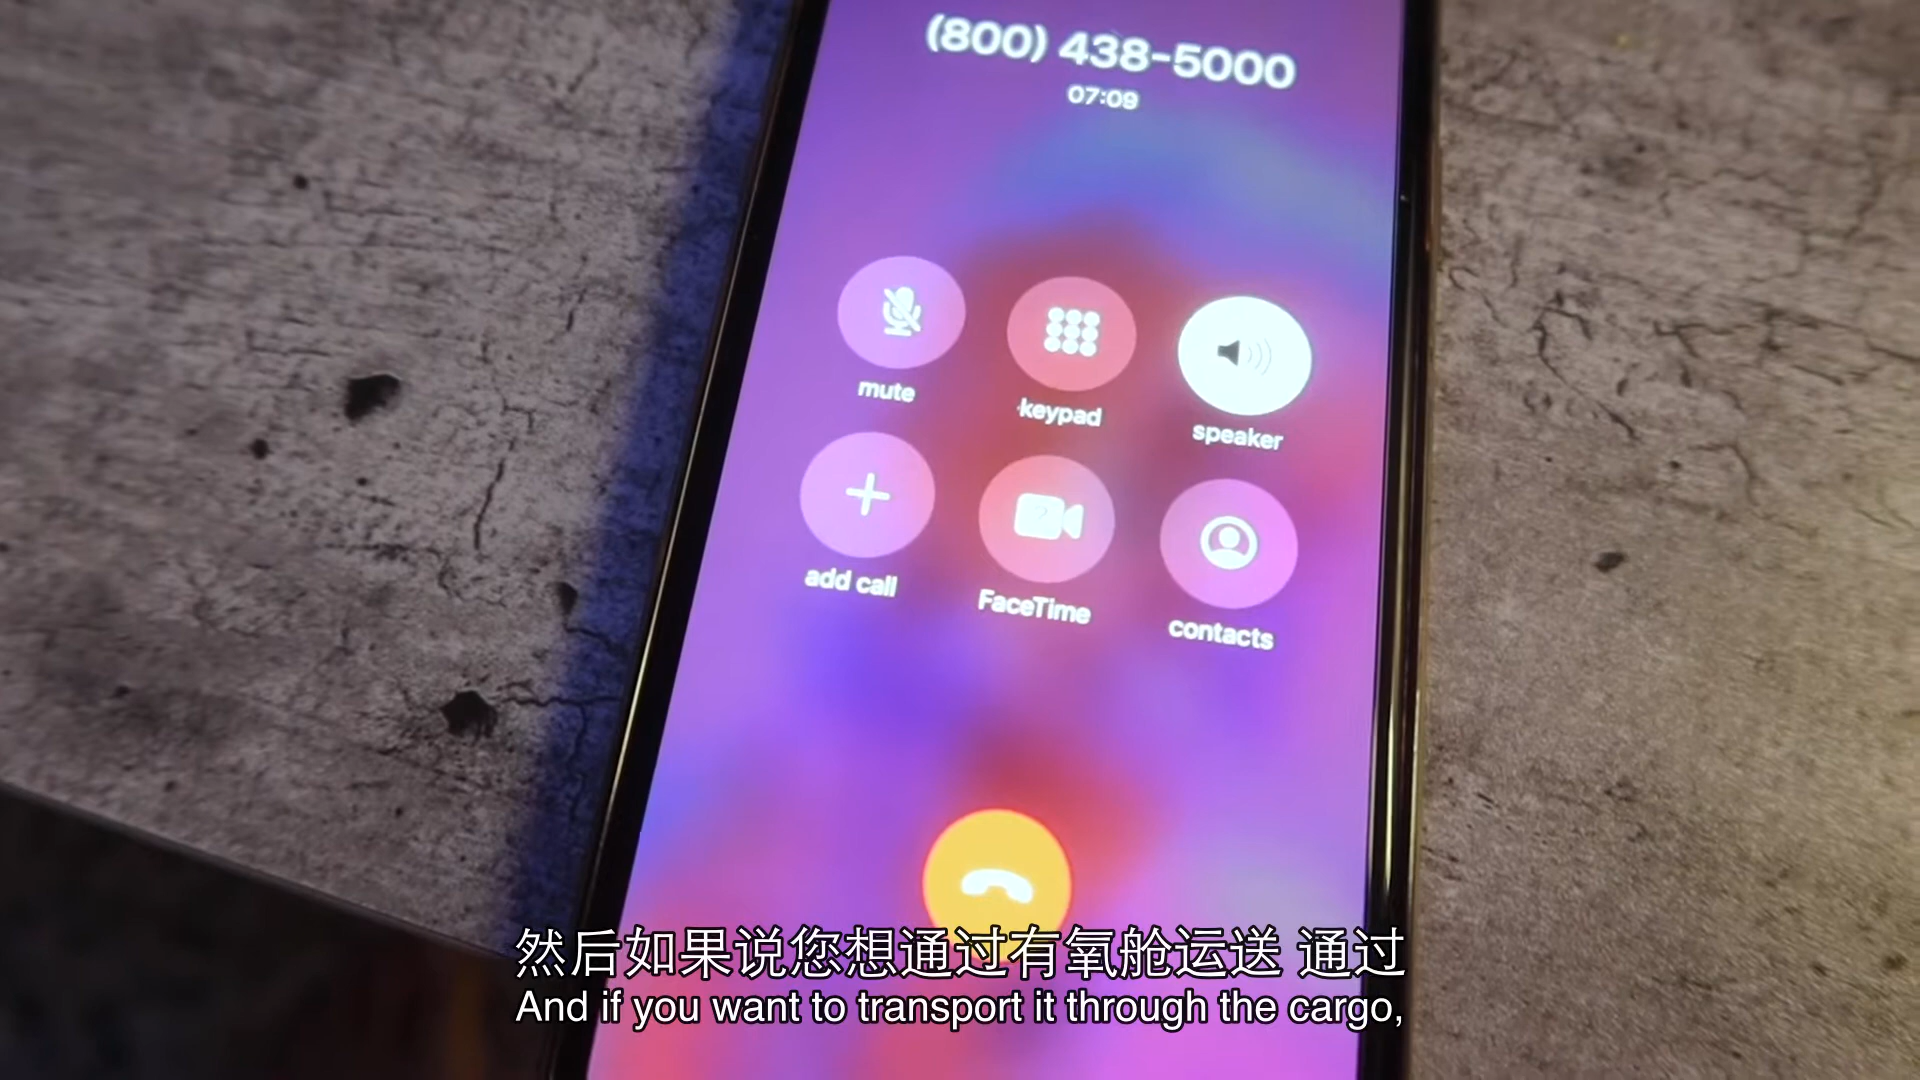 (800) 438-5000
07:09
mute
keypad
speaker
add call
FaceTime
contacts
然后如果说您想通过有氧舱运送 通过
And if you want to transport it through the cargo,